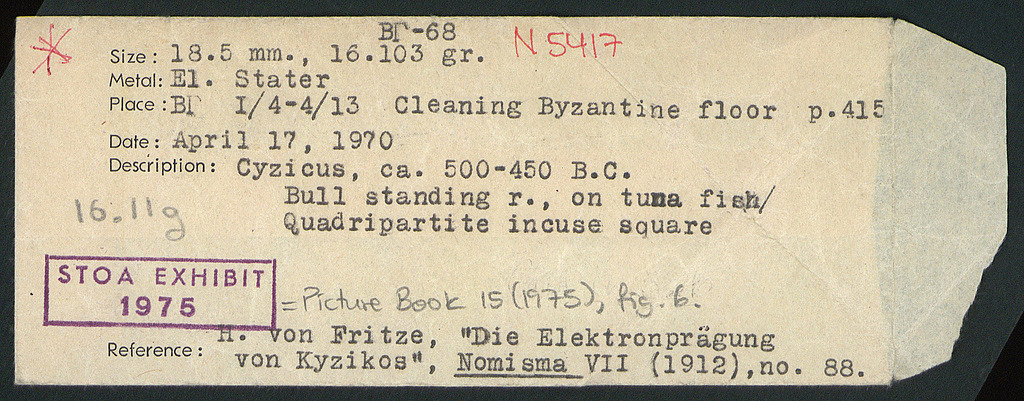 ΒΓ-68
N5417
Size: 18.5 mm., 16.103 gr.
Metal: El. Stater
Place: ΒΓ I/4-4/13 Cleaning Byzantine floor p.415
Date: April 17, 1970
Description: Cyzicus, ca. 500-450 B.C.
Bull standing r., on tuna fish/
16.11g
Quadripartite incuse square
STOA EXHIBIT
1975
= Picture Book 15 (1975), fig. 6.
Reference: H. von Fritze, "Die Elektronprägung
von Kyzikos", Nomisma VII (1912),no. 88.